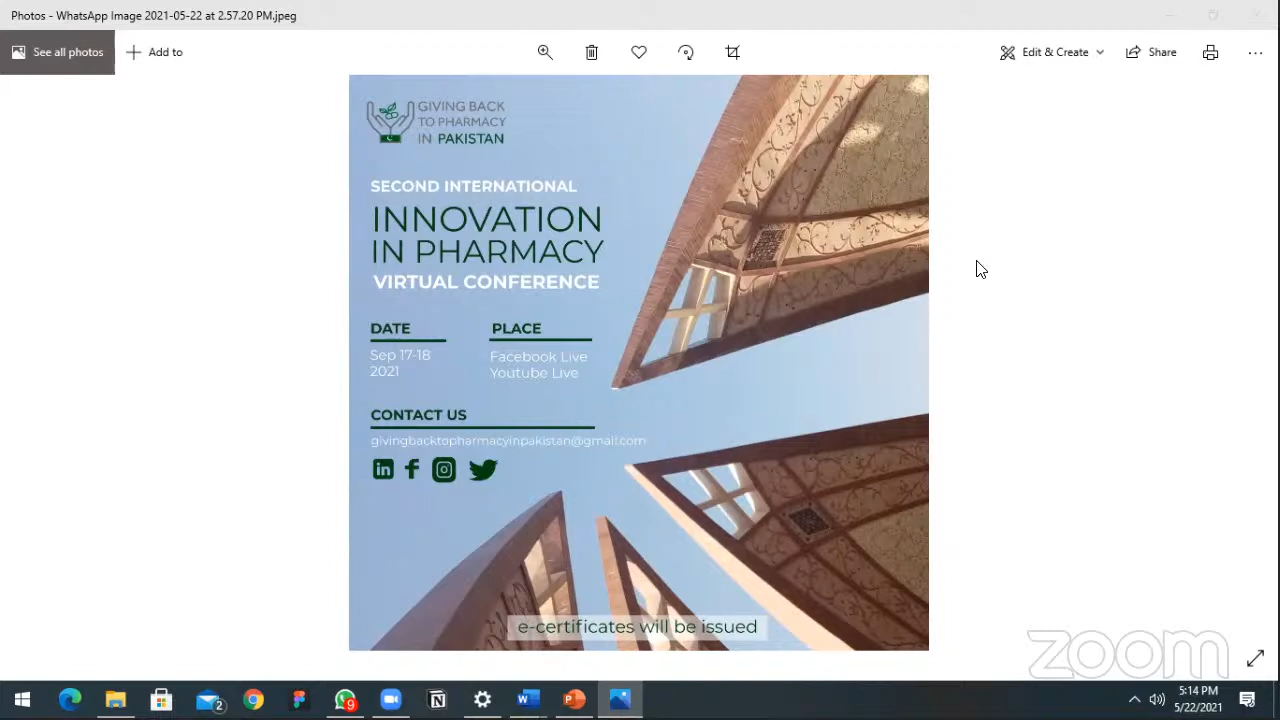 Photos - WhatsApp Image 2021-05-22 at 2.57.20 PM.jpeg
See all photos
Add to
Edit & Create
Share
GIVING BACK
TO PHARMACY
IN PAKISTAN
SECOND INTERNATIONAL
INNOVATION
IN PHARMACY
VIRTUAL CONFERENCE
DATE
Sep 17-18
2021
PLACE
Facebook Live
Youtube Live
CONTACT US
givingbacktopharmacyinpakistan@gmail.com
e-certificates will be issued
zoom
2
9
5:14 PM
5/22/2021